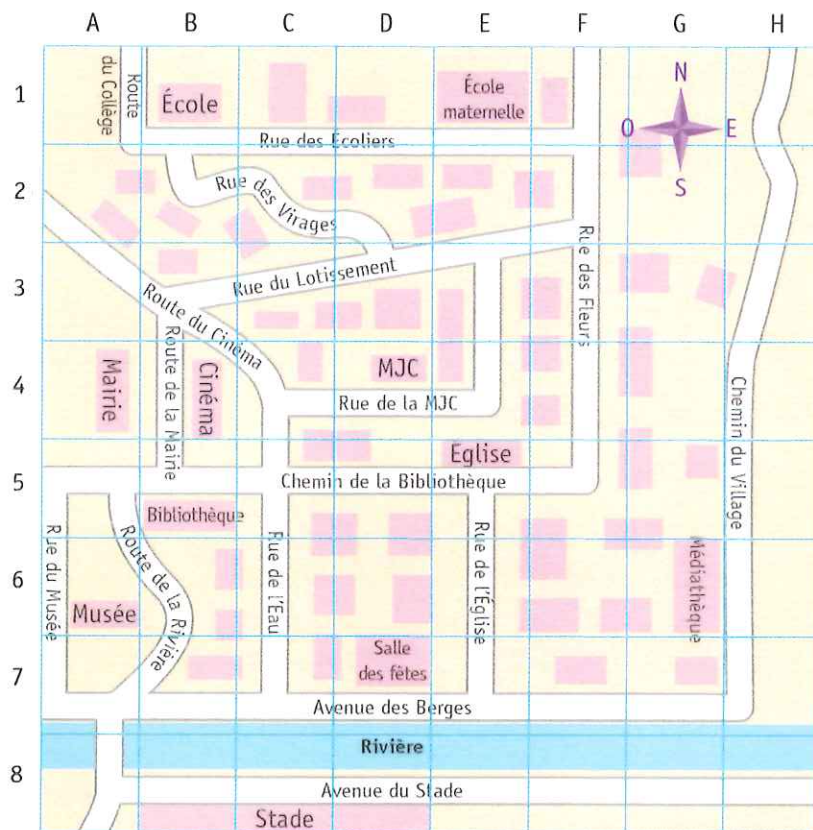 A B C D E F G H
1
2
3
4
5
6
7
8
Route
du Collège
École
École
maternelle
N
O
E
S
Rue des Ecoliers
Rue des Virages
Rue du Lotissement
Rue des Fleurs
Route du Cinéma
Route de la Mairie
Mairie
Cinéma
MJC
Rue de la MJC
Eglise
Chemin du Village
Chemin de la Bibliothèque
Bibliothèque
Rue du Musée
Route de la Rivière
Rue de l'Eau
Rue de l'Église
Médiathèque
Musée
Salle
des fêtes
Avenue des Berges
Rivière
Avenue du Stade
Stade